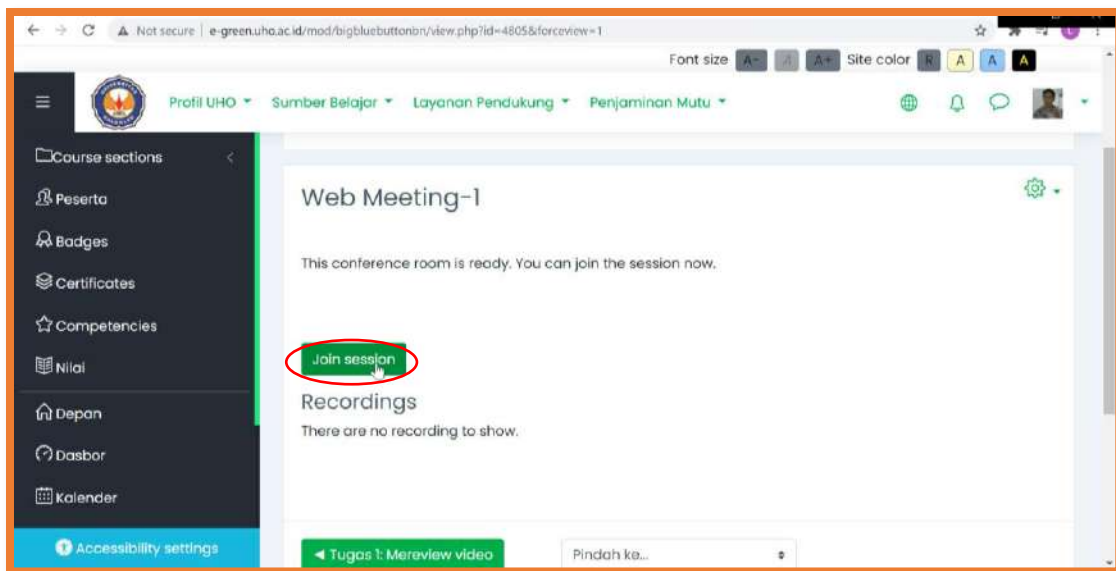 Not secure | e-green.uho.ac.id/mod/bigbluebuttonbn/view.php?id=4805&forceview=1
Font size A- A A+ Site color R A A A
Profil UHO Sumber Belajar Layanan Pendukung Penjaminan Mutu
Course sections
Peserta
Badges
Certificates
Competencies
Nilai
Depan
Dasbor
Kalender
Accessibility settings
Web Meeting-1
This conference room is ready. You can join the session now.
Join session
Recordings
There are no recording to show.
◄ Tugas 1: Mereview video
Pindah ke...